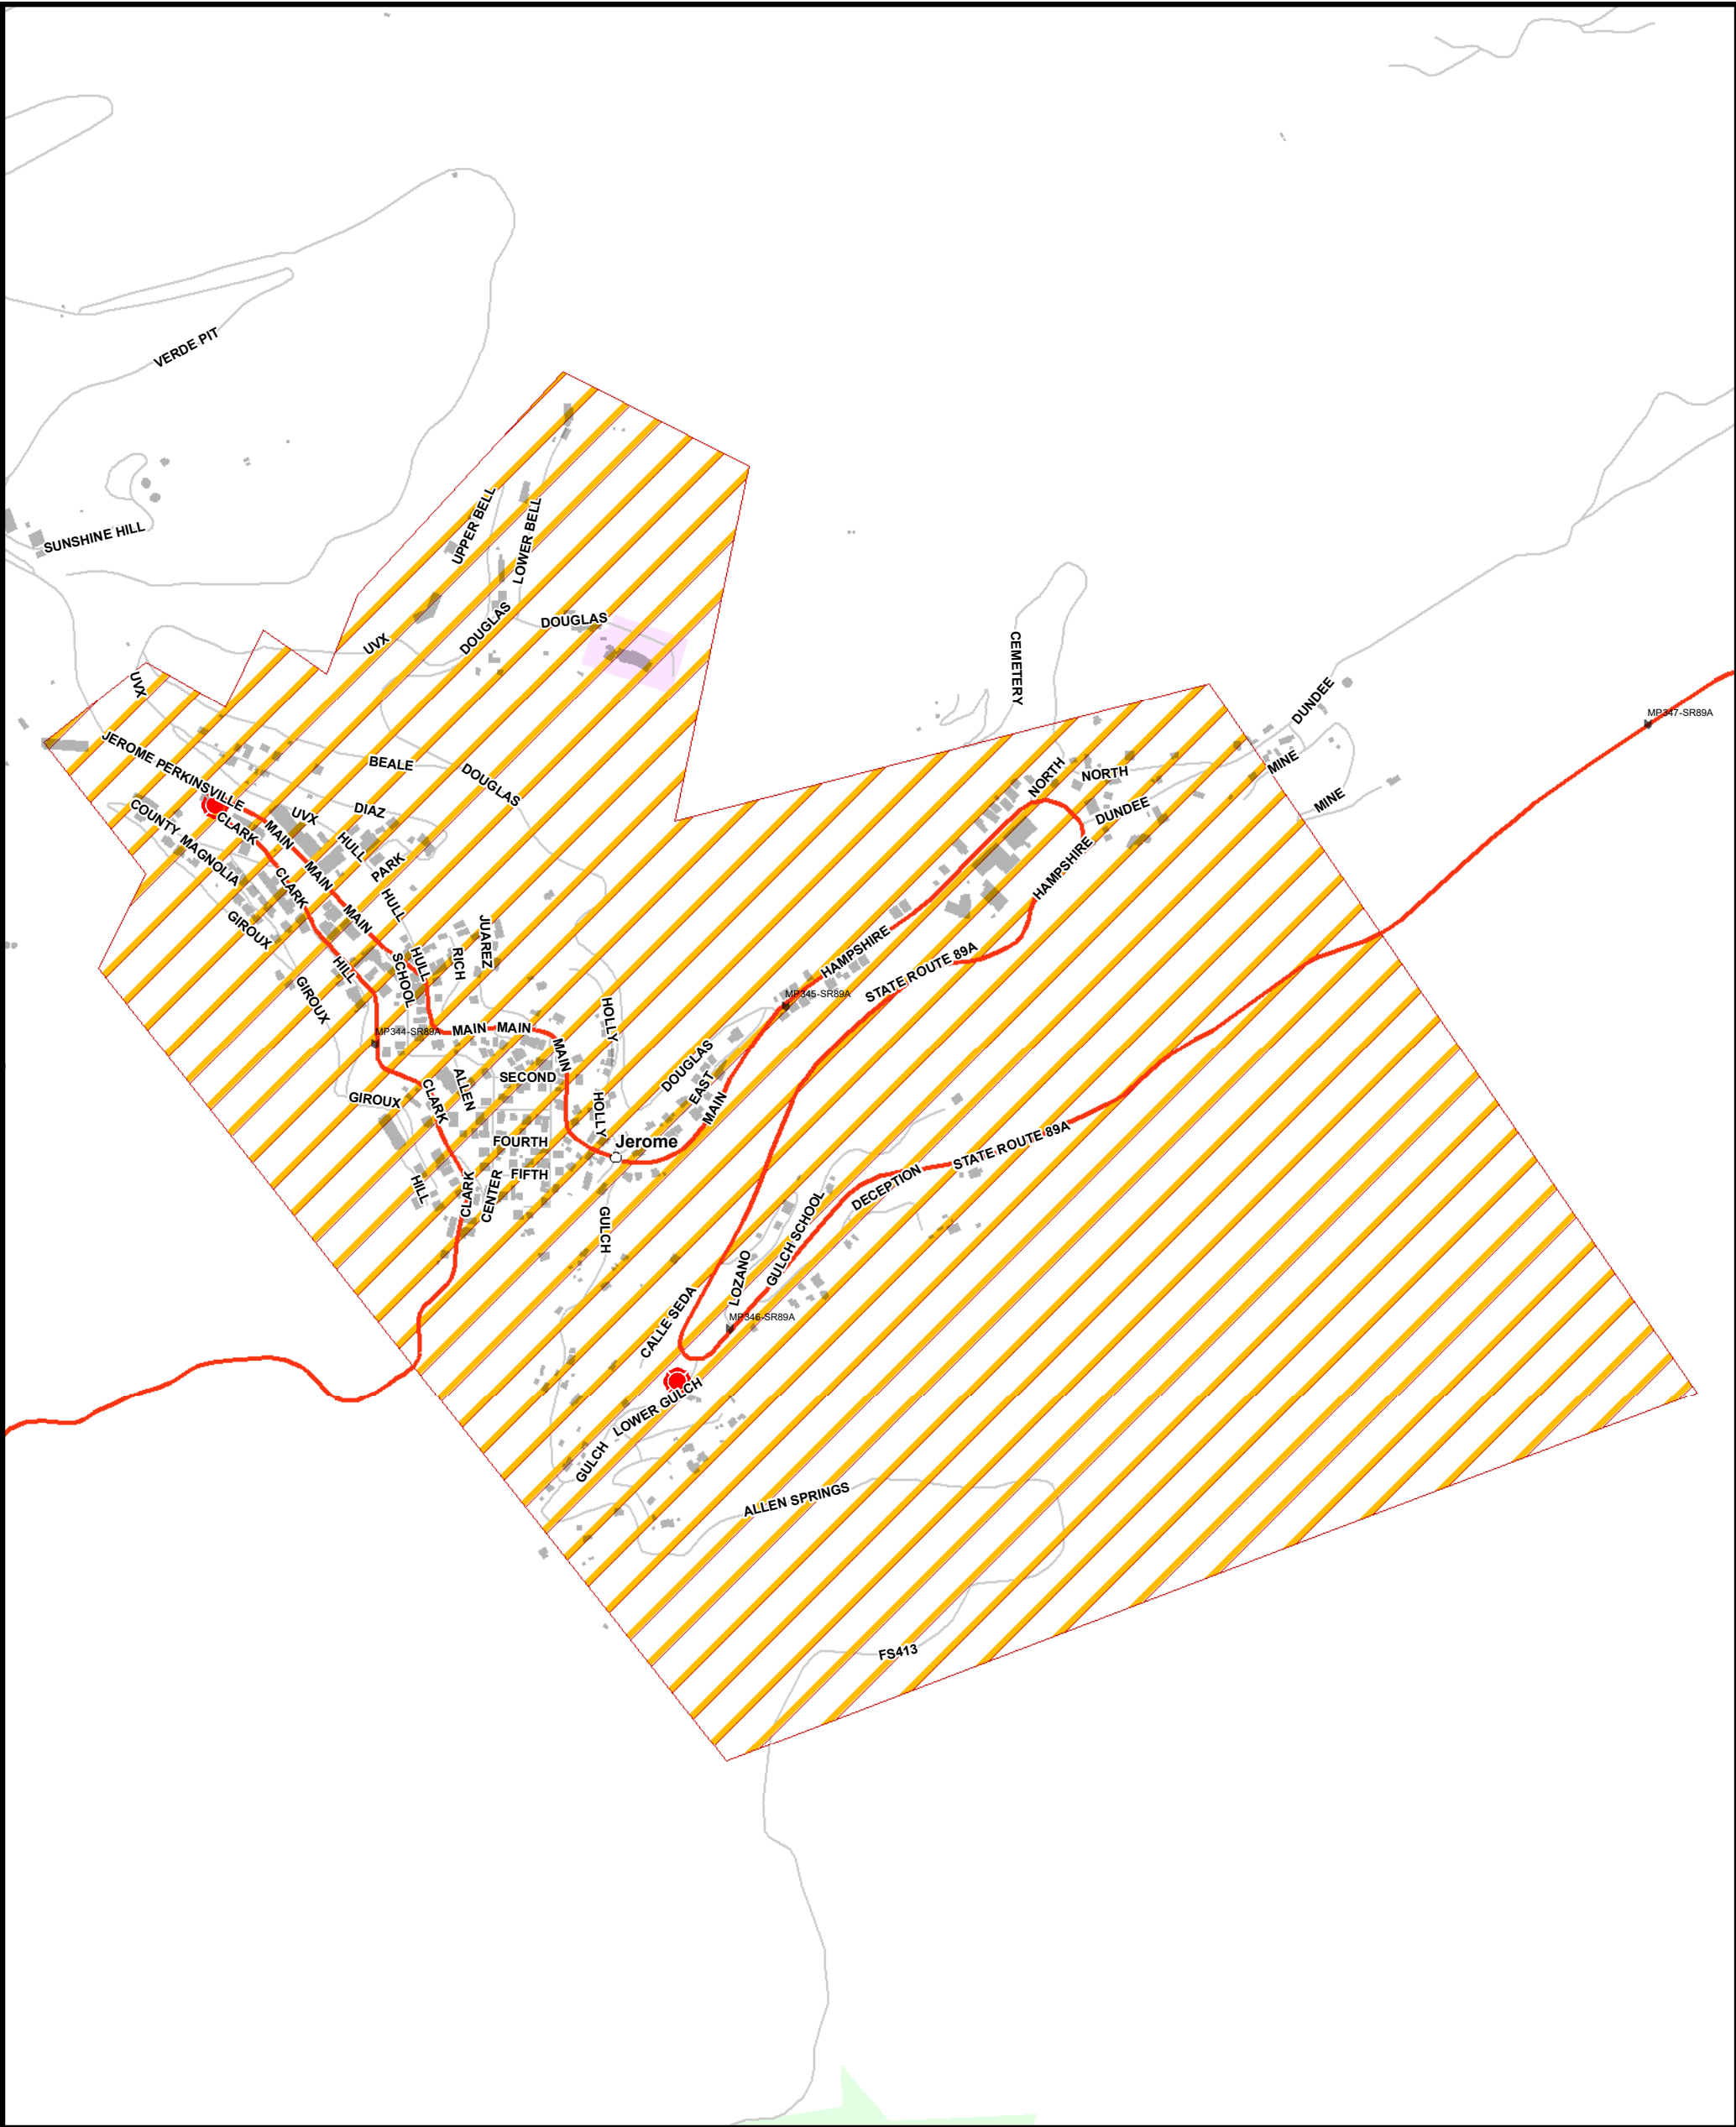 VERDE PIT
SUNSHINE HILL
UPPER BELL
LOWER BELL
DOUGLAS
DOUGLAS
UVX
UVX
CEMETERY
DUNDEE
MP347-SR89A
JEROME PERKINSVILLE
BEALE
DOUGLAS
MINE
NORTH
NORTH
MINE
DUNDEE
COUNTY MAGNOLIA
CLARK
MAIN
UVX
DIAZ
HULL
PARK
MAIN
CLARK
HULL
HAMPSHIRE
MAIN
GIROUX
JUAREZ
RICH
HULL
SCHOOL
HILL
HAMPSHIRE
STATE ROUTE 89A
GIROUX
MP345-SR89A
HOLLY
MP344-SR89A
MAIN
MAIN
MAIN
DOUGLAS
SECOND
EAST
MAIN
ALLEN
CLARK
GIROUX
HOLLY
FOURTH
Jerome
STATE ROUTE 89A
FIFTH
DECEPTION
HILL
CLARK
CENTER
GULCH
GULCH SCHOOL
LOZANO
CALLE SEDA
MP346-SR89A
LOWER GULCH
GULCH
ALLEN SPRINGS
FS413